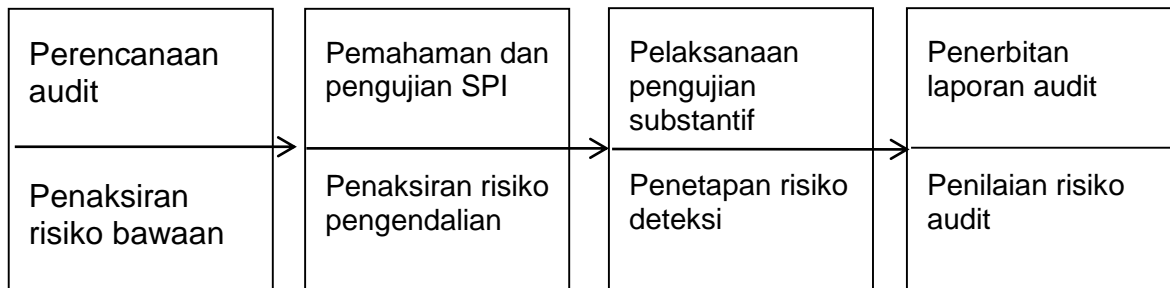 Perencanaan
audit
Penaksiran
risiko bawaan
Pemahaman dan
pengujian SPI
Penaksiran risiko
pengendalian
Pelaksanaan
pengujian
substantif
Penetapan risiko
deteksi
Penerbitan
laporan audit
Penilaian risiko
audit